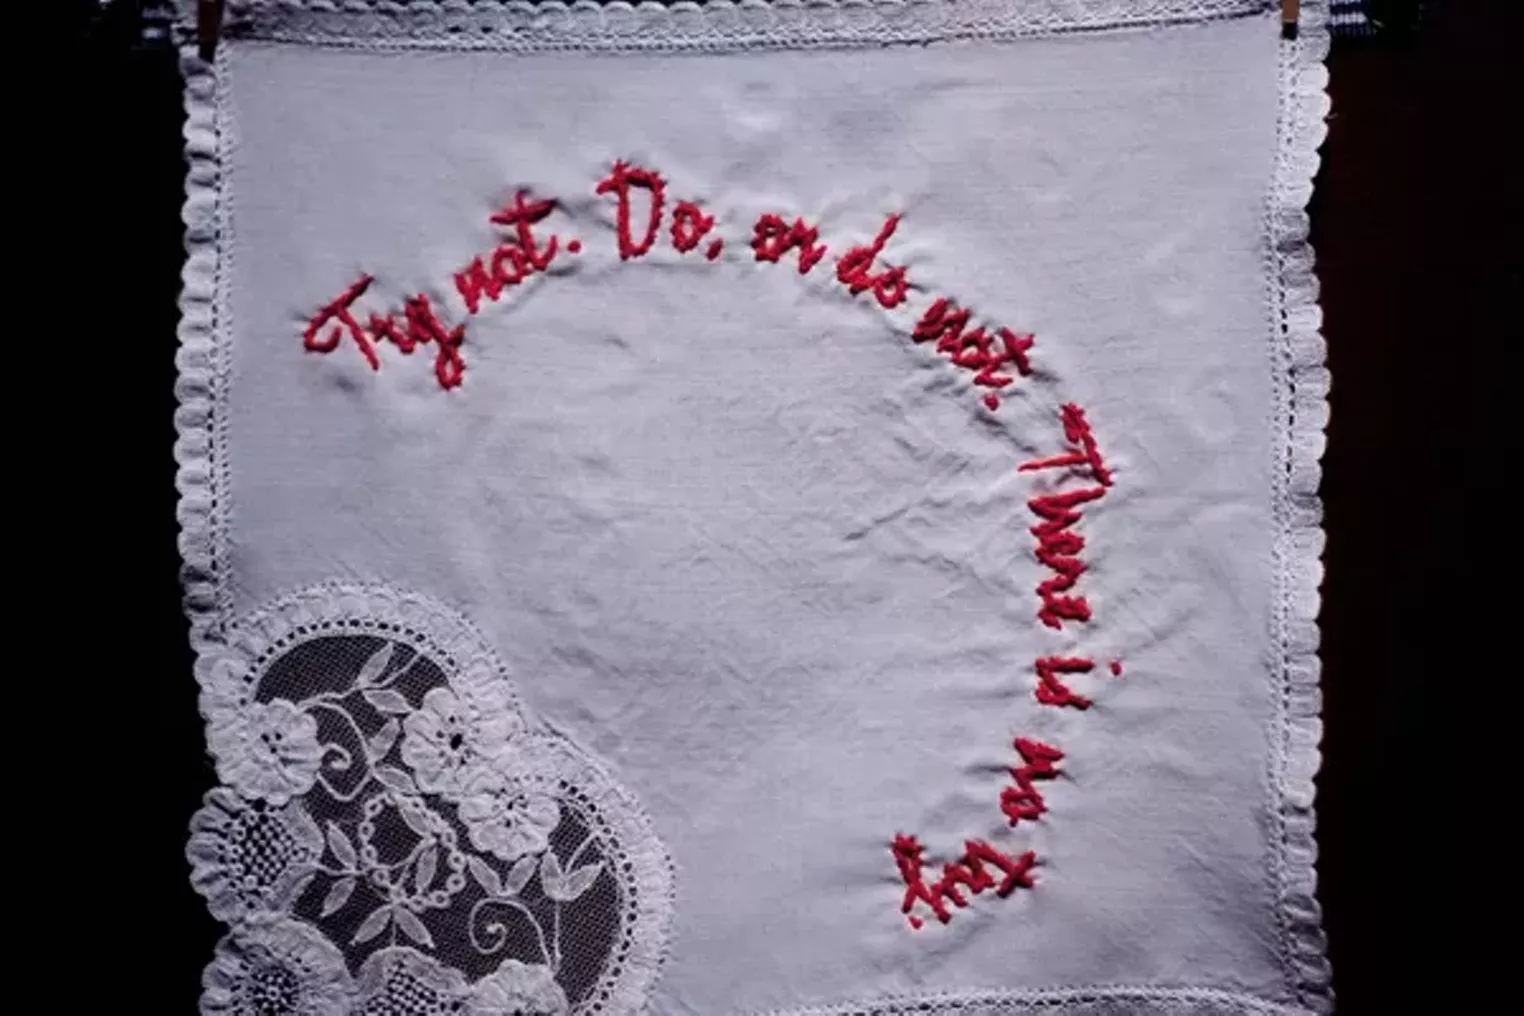 Try not. Do, or do not. There is no try.